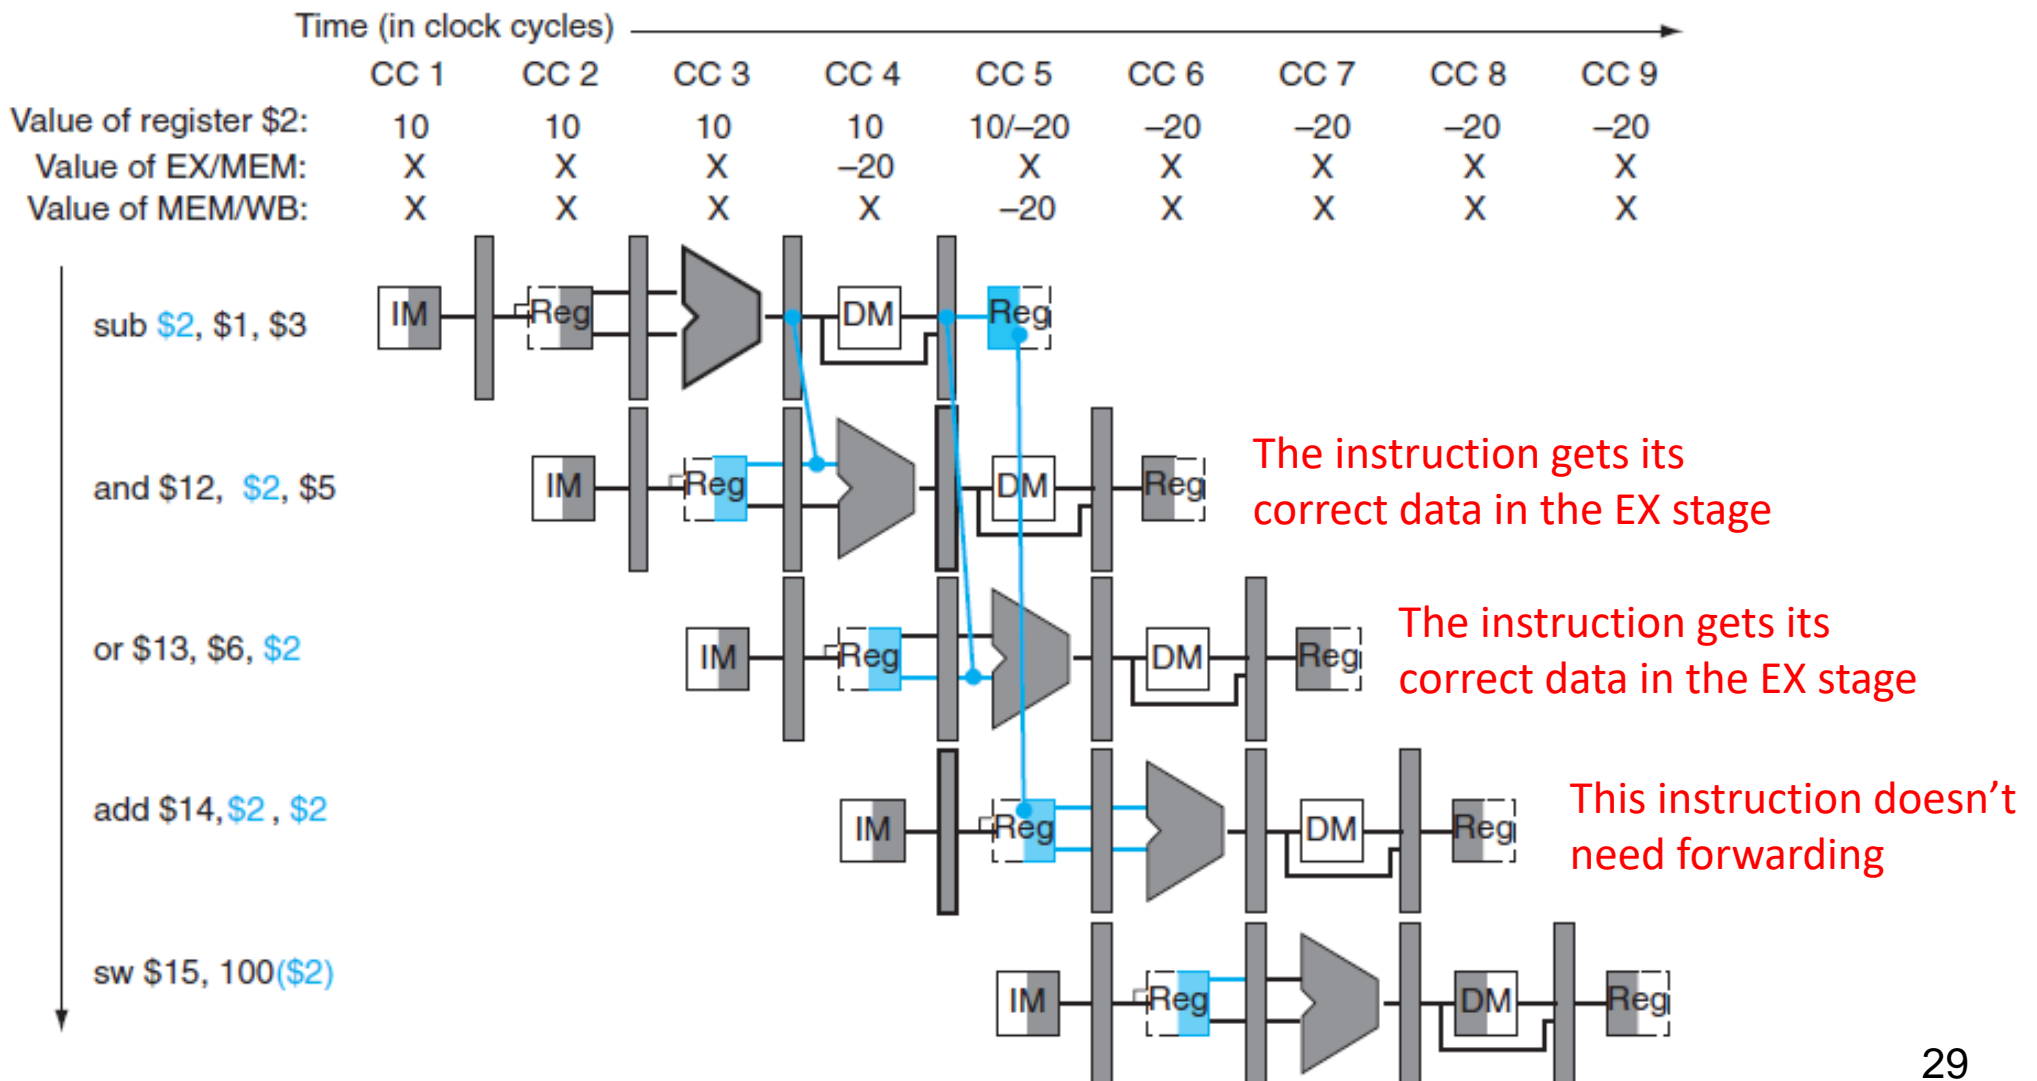 Time (in clock cycles)
CC 1 CC 2 CC 3 CC 4 CC 5 CC 6 CC 7 CC 8 CC 9
Value of register $2: 10 10 10 10 10/–20 –20 –20 –20 –20
Value of EX/MEM: X X X –20 X X X X X
Value of MEM/WB: X X X X –20 X X X X
sub $2, $1, $3 IM Reg DM Reg
and $12, $2, $5 IM Reg DM Reg
The instruction gets its
correct data in the EX stage
or $13, $6, $2 IM Reg DM Reg
The instruction gets its
correct data in the EX stage
add $14, $2 , $2 IM Reg DM Reg
This instruction doesn’t
need forwarding
sw $15, 100($2) IM Reg DM Reg
29